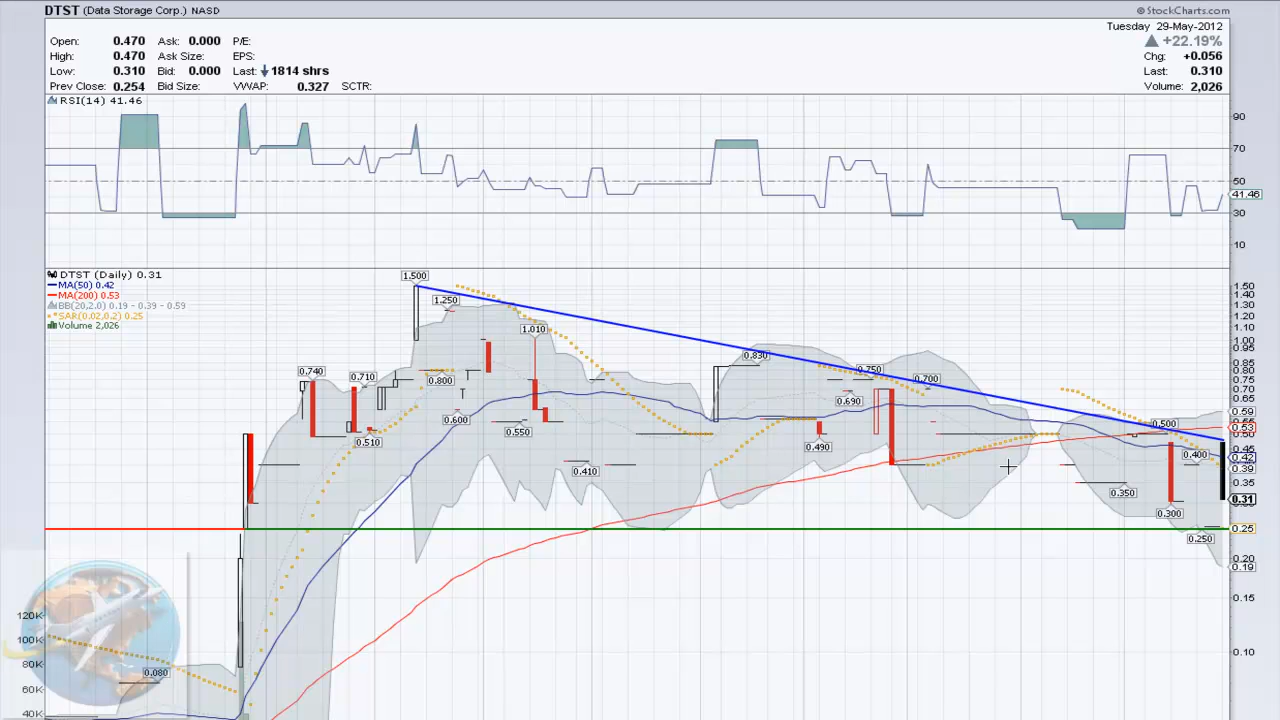 DTST (Data Storage Corp.) NASD
© StockCharts.com
Tuesday 29-May-2012
Open: 0.470 Ask: 0.000 P/E:
+22.19%
High: 0.470 Ask Size: EPS:
Chg: +0.056
Low: 0.310 Bid: 0.000 Last: 1814 shrs
Last: 0.310
Prev Close: 0.254 Bid Size: VWAP: 0.327 SCTR:
Volume: 2,026
RSI(14) 41.46
90
70
50
41.46
30
10
DTST (Daily) 0.31
MA(50) 0.42
MA(200) 0.53
BB(20,2.0) 0.19 - 0.39 - 0.59
SAR(0.02,0.2) 0.25
Volume 2,026
1.500
1.250
1.010
0.740
0.710
0.800
0.830
0.750
0.700
0.690
0.600
0.510
0.550
0.490
0.410
0.500
0.400
0.350
0.300
0.250
0.080
1.50
1.40
1.30
1.20
1.10
0.85
0.80
0.75
0.70
0.65
0.59
0.53
0.50
0.45
0.42
0.39
0.35
0.31
0.25
0.20
0.19
0.15
0.10
120K
100K
80K
60K
40K